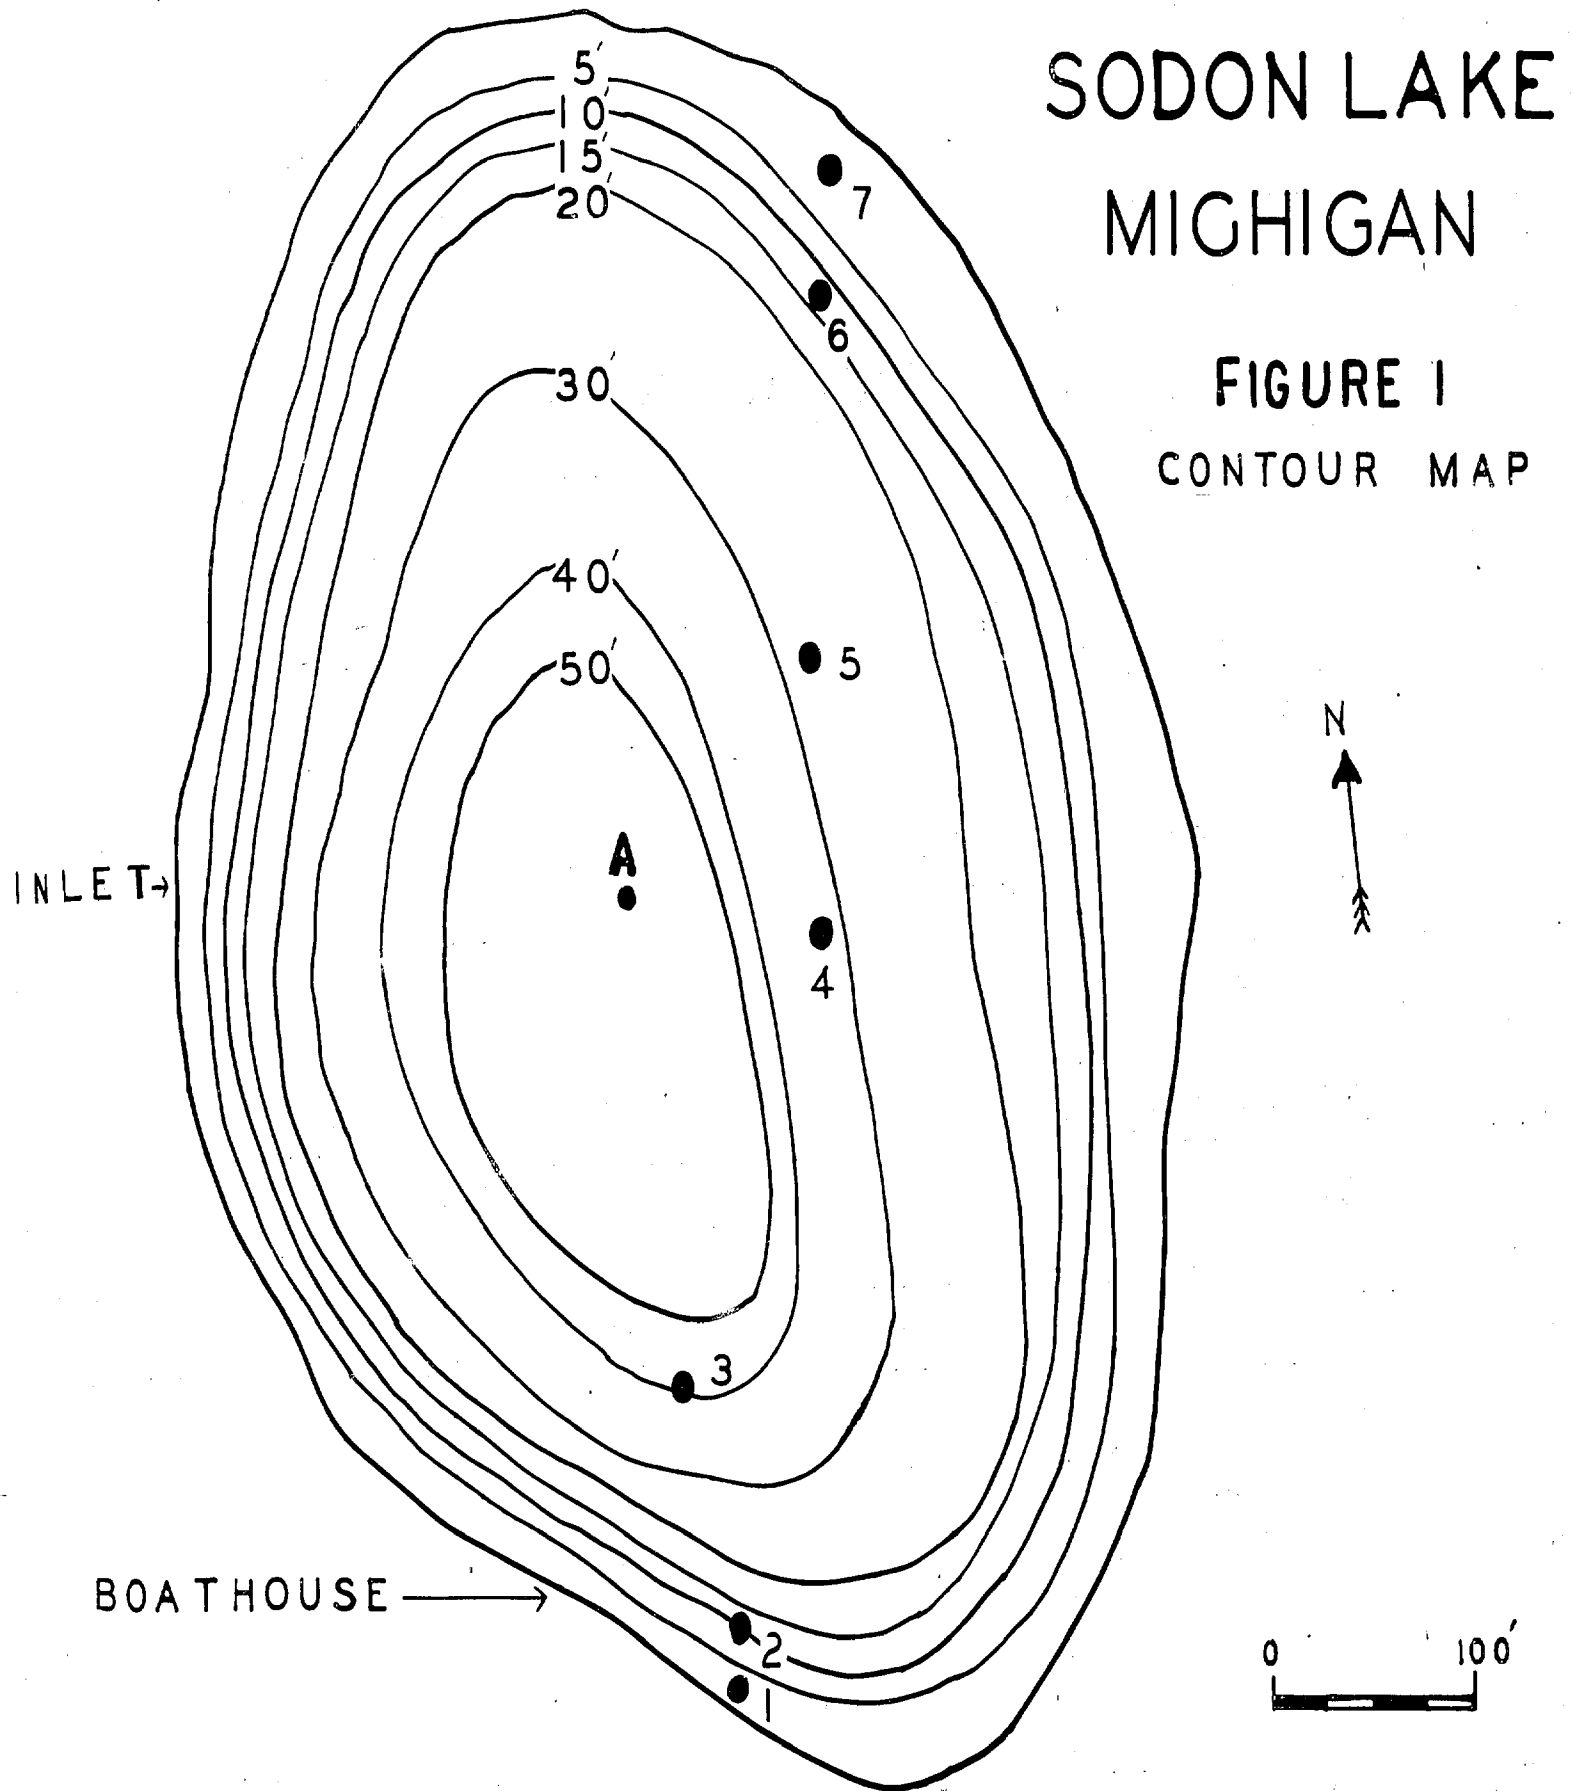 SODON LAKE
MICHIGAN
FIGURE 1
CONTOUR MAP
5'
10'
15'
20'
30'
40'
50'
7
6
5
N
A
INLET→
4
3
BOATHOUSE
2
1
0 100'